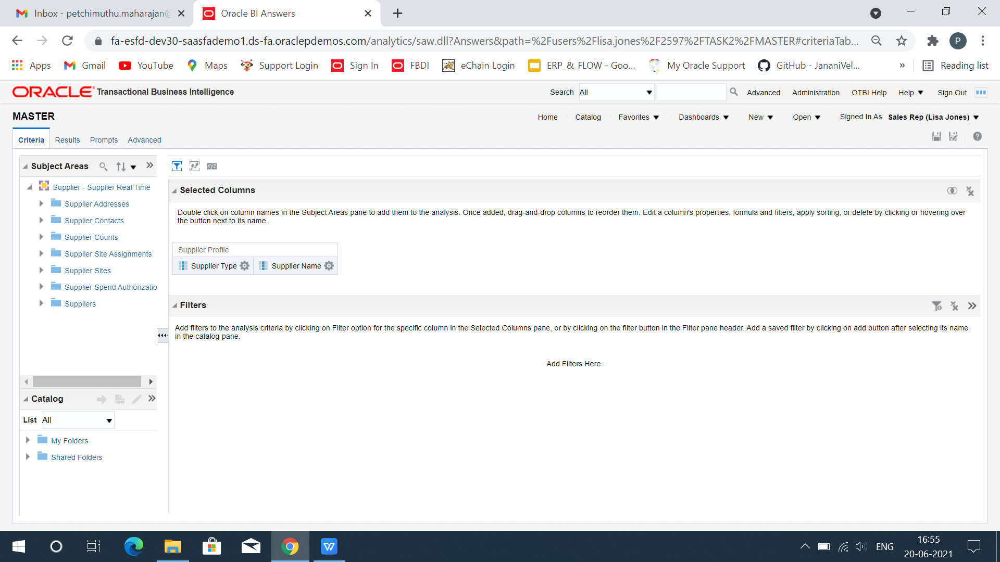 Inbox - petchimuthu.maharajan@
Oracle BI Answers
fa-esfd-dev30-saasfademo1.ds-fa.oraclepdemos.com/analytics/saw.dll?Answers&path=%2Fusers%2Flisa.jones%2F2597%2FTASK2%2FMASTER#criteriaTab...
P
Apps
Gmail
YouTube
Maps
Support Login
Sign In
FBDI
eChain Login
ERP_&_FLOW - Goo...
My Oracle Support
GitHub - JananiVel...
»
Reading list
ORACLE Transactional Business Intelligence
Search
All
Advanced
Administration
OTBI Help
Help
Sign Out
MASTER
Home
Catalog
Favorites
Dashboards
New
Open
Signed In As Sales Rep (Lisa Jones)
Criteria
Results
Prompts
Advanced
Subject Areas
Supplier - Supplier Real Time
Supplier Addresses
Supplier Contacts
Supplier Counts
Supplier Site Assignments
Supplier Sites
Supplier Spend Authorizatio
Suppliers
Catalog
List All
My Folders
Shared Folders
xyz
Selected Columns
Double click on column names in the Subject Areas pane to add them to the analysis. Once added, drag-and-drop columns to reorder them. Edit a column's properties, formula and filters, apply sorting, or delete by clicking or hovering over
the button next to its name.
Supplier Profile
Supplier Type
Supplier Name
Filters
Add filters to the analysis criteria by clicking on Filter option for the specific column in the Selected Columns pane, or by clicking on the filter button in the Filter pane header. Add a saved filter by clicking on add button after selecting its name
in the catalog pane.
Add Filters Here.
W
ENG
16:55
20-06-2021